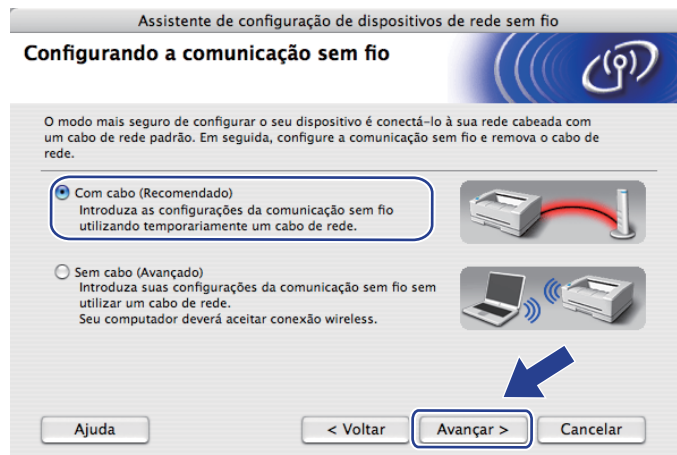 Assistente de configuração de dispositivos de rede sem fio
Configurando a comunicação sem fio
O modo mais seguro de configurar o seu dispositivo é conectá-lo à sua rede cabeada com
um cabo de rede padrão. Em seguida, configure a comunicação sem fio e remova o cabo de
rede.
Com cabo (Recomendado)
Introduza as configurações da comunicação sem fio
utilizando temporariamente um cabo de rede.
Sem cabo (Avançado)
Introduza suas configurações da comunicação sem fio sem
utilizar um cabo de rede.
Seu computador deverá aceitar conexão wireless.
Ajuda
< Voltar
Avançar >
Cancelar